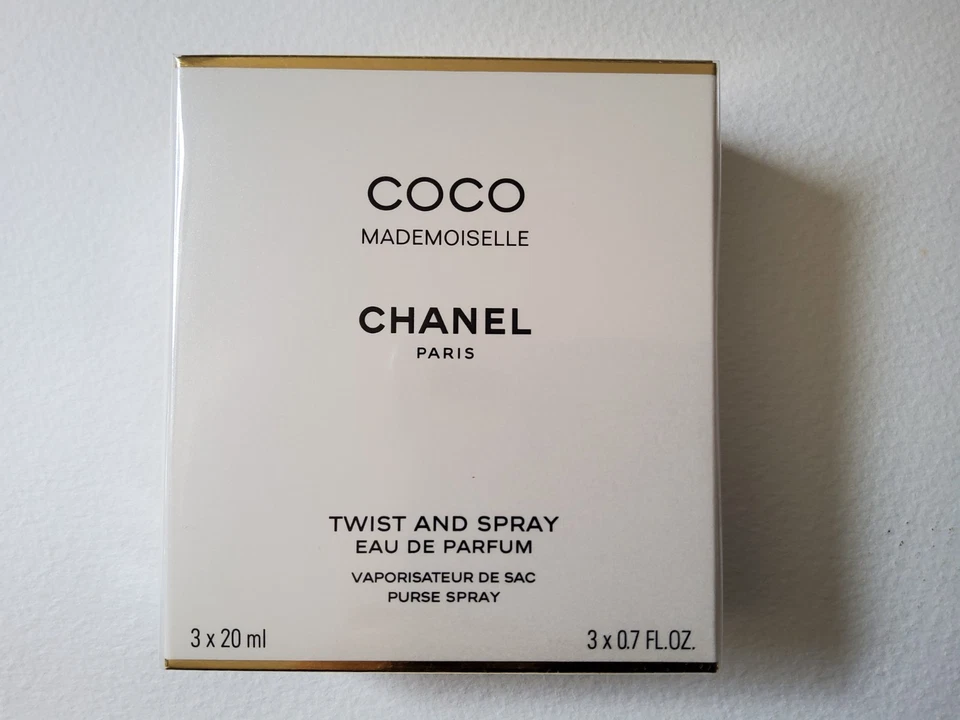 COCO
MADEMOISELLE
CHANEL
PARIS
TWIST AND SPRAY
EAU DE PARFUM
VAPORISATEUR DE SAC
PURSE SPRAY
3 x 20 ml
3 x 0.7 FL.OZ.